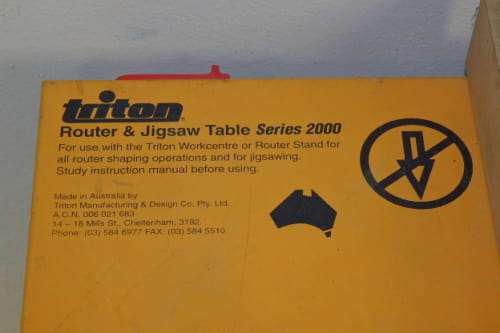 triton
Router & Jigsaw Table Series 2000
For use with the Triton Workcentre or Router Stand for
all router shaping operations and for jigsawing.
Study instruction manual before using.
Made in Australia by
Triton Manufacturing & Design Co. Pty. Ltd.
A.C.N. 006 021 683
14 – 18 Mills St., Cheltenham, 3192.
Phone: (03) 584 6977 FAX: (03) 584 5510.